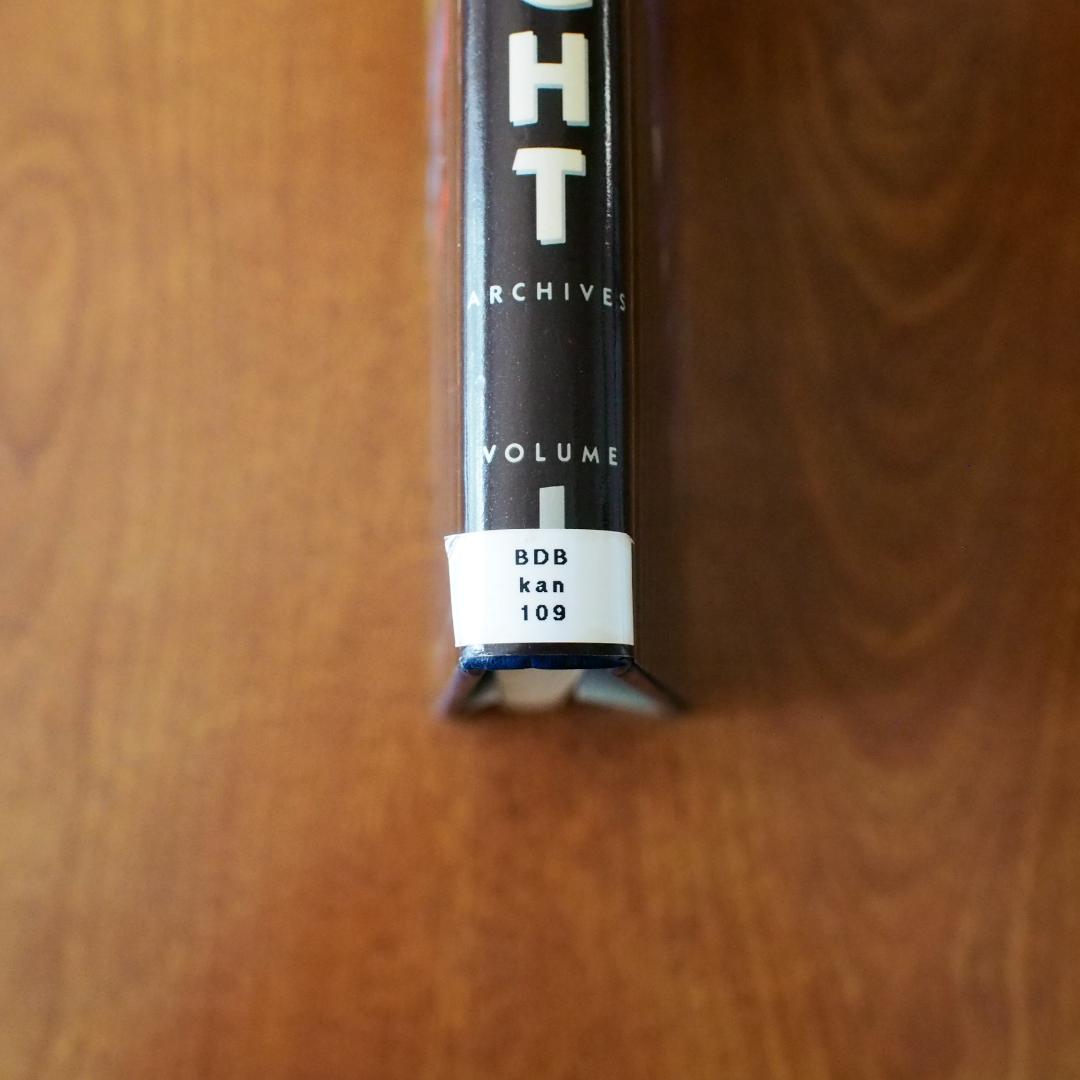 H
T
ARCHIVES
VOLUME
BDB
kan
109